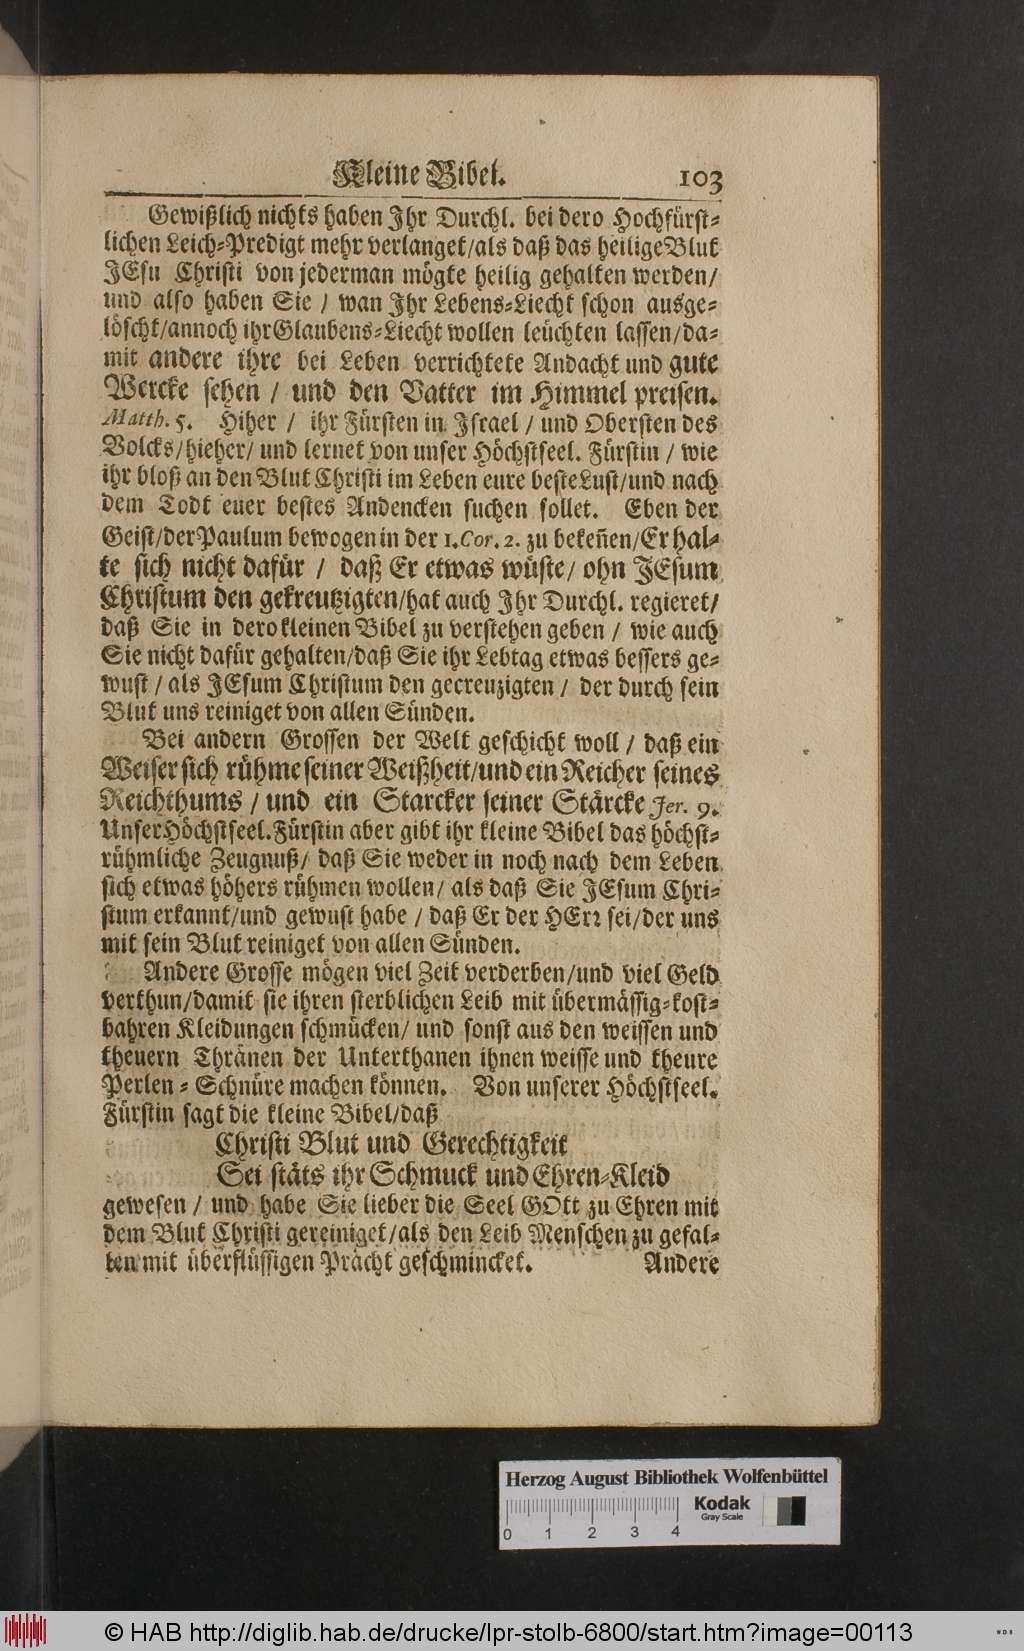 Kleine Bibel. 103
Gewißlich nichts haben Ihr Durchl. bei dero Hochfürst-
lichen Leich-Predigt mehr verlanget/als daß das heilige Blut
JEsu Christi von jederman mögte heilig gehalten werden/
und also haben Sie / wan Ihr Lebens-Liecht schon ausge-
löscht/annoch ihr Glaubens-Liecht wollen leüchten lassen/da-
mit andere ihre bei Leben verrichtete Andacht und gute
Wercke sehen / und den Vatter im Himmel preisen.
Matth. 5. Hiher / ihr Fürsten in Israel / und Obersten des
Volcks/hieher/ und lernet von unser Höchstseel. Fürstin / wie
ihr bloß an den Blut Christi im Leben eure beste Lust/und nach
dem Todt euer bestes Andencken suchen sollet. Eben der
Geist/der Paulum bewogen in der 1. Cor. 2. zu bekeñen/Er hal-
te sich nicht dafür / daß Er etwas wüste/ ohn JEsum
Christum den gekreutzigten/hat auch Ihr Durchl. regieret/
daß Sie in dero kleinen Bibel zu verstehen geben / wie auch
Sie nicht dafür gehalten/daß Sie ihr Lebtag etwas bessers ge-
wust / als JEsum Christum den gecreuzigten / der durch sein
Blut uns reiniget von allen Sünden.
Bei andern Grossen der Welt geschicht woll / daß ein
Weiser sich rühme seiner Weißheit/und ein Reicher seines
Reichthums / und ein Starcker seiner Stärcke Jer. 9.
Unser Höchstseel. Fürstin aber gibt ihr kleine Bibel das höchst-
rühmliche Zeugnuß/ daß Sie weder in noch nach dem Leben
sich etwas höhers rühmen wollen/ als daß Sie JEsum Chri-
stum erkannt/und gewust habe / daß Er der HErr sei/der uns
mit sein Blut reiniget von allen Sünden.
Andere Grosse mögen viel Zeit verderben/und viel Geld
verthun/damit sie ihren sterblichen Leib mit übermässig-kost-
bahren Kleidungen schmücken/ und sonst aus den weissen und
theuern Thränen der Unterthanen ihnen weisse und theure
Perlen-Schnüre machen können. Von unserer Höchstseel.
Fürstin sagt die kleine Bibel/daß
Christi Blut und Gerechtigkeit
Sei stäts ihr Schmuck und Ehren-Kleid
gewesen / und habe Sie lieber die Seel GOtt zu Ehren mit
dem Blut Christi gereiniget/als den Leib Menschen zu gefal-
len mit überflüssigen Prächt geschmincket. Andere
Herzog August Bibliothek Wolfenbüttel
Kodak
Gray Scale
0 1 2 3 4
© HAB http://diglib.hab.de/drucke/lpr-stolb-6800/start.htm?image=00113